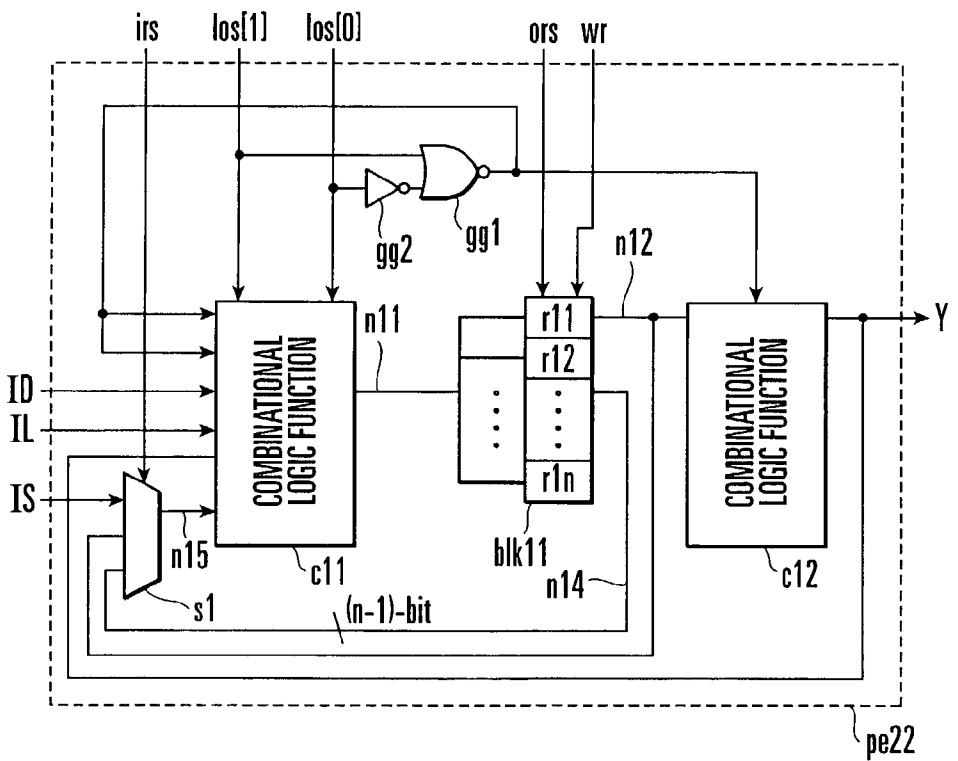 irs
los[1]
los[0]
ors
wr
gg2
gg1
n12
n11
r11
r12
r1n
Y
ID
IL
IS
COMBINATIONAL
LOGIC FUNCTION
COMBINATIONAL
LOGIC FUNCTION
n15
s1
c11
blk11
n14
c12
(n-1)-bit
pe22